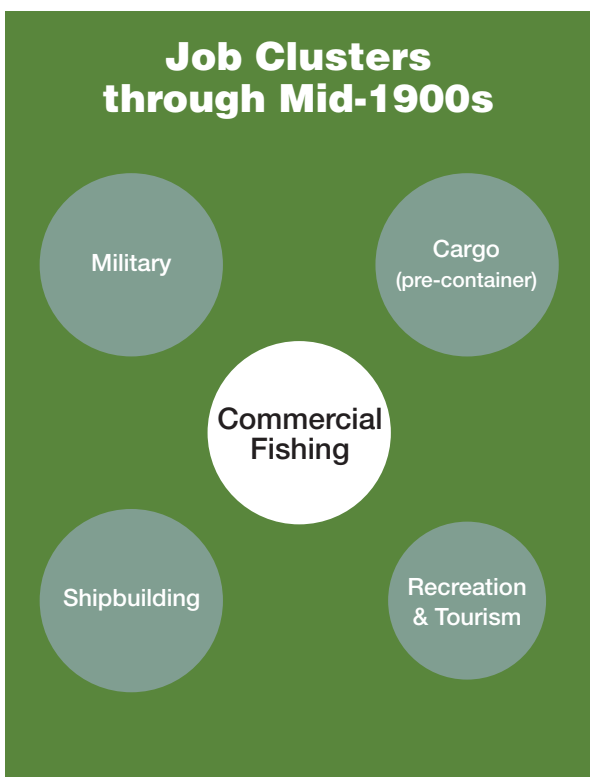 Job Clusters
through Mid-1900s
Military
Cargo
(pre-container)
Commercial
Fishing
Shipbuilding
Recreation
& Tourism